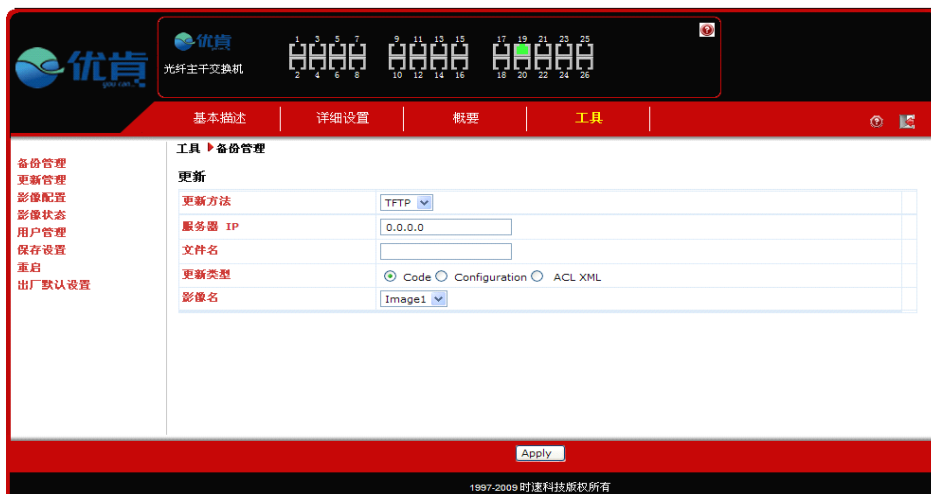 优肯
you can..
优肯
光纤主干交换机
1 3 5 7 9 11 13 15 17 19 21 23 25
2 4 6 8 10 12 14 16 18 20 22 24 26
基本描述 详细设置 概要 工具
备份管理
更新管理
影像配置
影像状态
用户管理
保存设置
重启
出厂默认设置
工具 备份管理
更新
更新方法 TFTP
服务器 IP 0.0.0.0
文件名
更新类型 Code Configuration ACL XML
影像名 Image1
Apply
1997-2009 时速科技版权所有